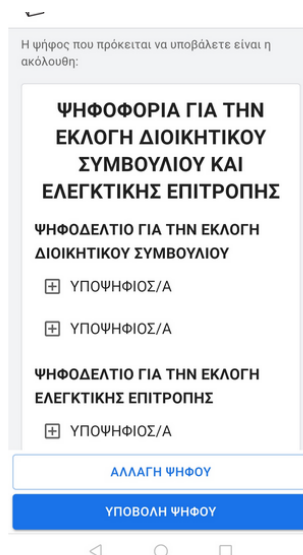 Η ψήφος που πρόκειται να υποβάλετε είναι η
ακόλουθη:
ΨΗΦΟΦΟΡΙΑ ΓΙΑ ΤΗΝ
ΕΚΛΟΓΗ ΔΙΟΙΚΗΤΙΚΟΥ
ΣΥΜΒΟΥΛΙΟΥ ΚΑΙ
ΕΛΕΓΚΤΙΚΗΣ ΕΠΙΤΡΟΠΗΣ
ΨΗΦΟΔΕΛΤΙΟ ΓΙΑ ΤΗΝ ΕΚΛΟΓΗ
ΔΙΟΙΚΗΤΙΚΟΥ ΣΥΜΒΟΥΛΙΟΥ
ΥΠΟΨΗΦΙΟΣ/Α
ΥΠΟΨΗΦΙΟΣ/Α
ΨΗΦΟΔΕΛΤΙΟ ΓΙΑ ΤΗΝ ΕΚΛΟΓΗ
ΕΛΕΓΚΤΙΚΗΣ ΕΠΙΤΡΟΠΗΣ
ΥΠΟΨΗΦΙΟΣ/Α
ΑΛΛΑΓΗ ΨΗΦΟΥ
ΥΠΟΒΟΛΗ ΨΗΦΟΥ